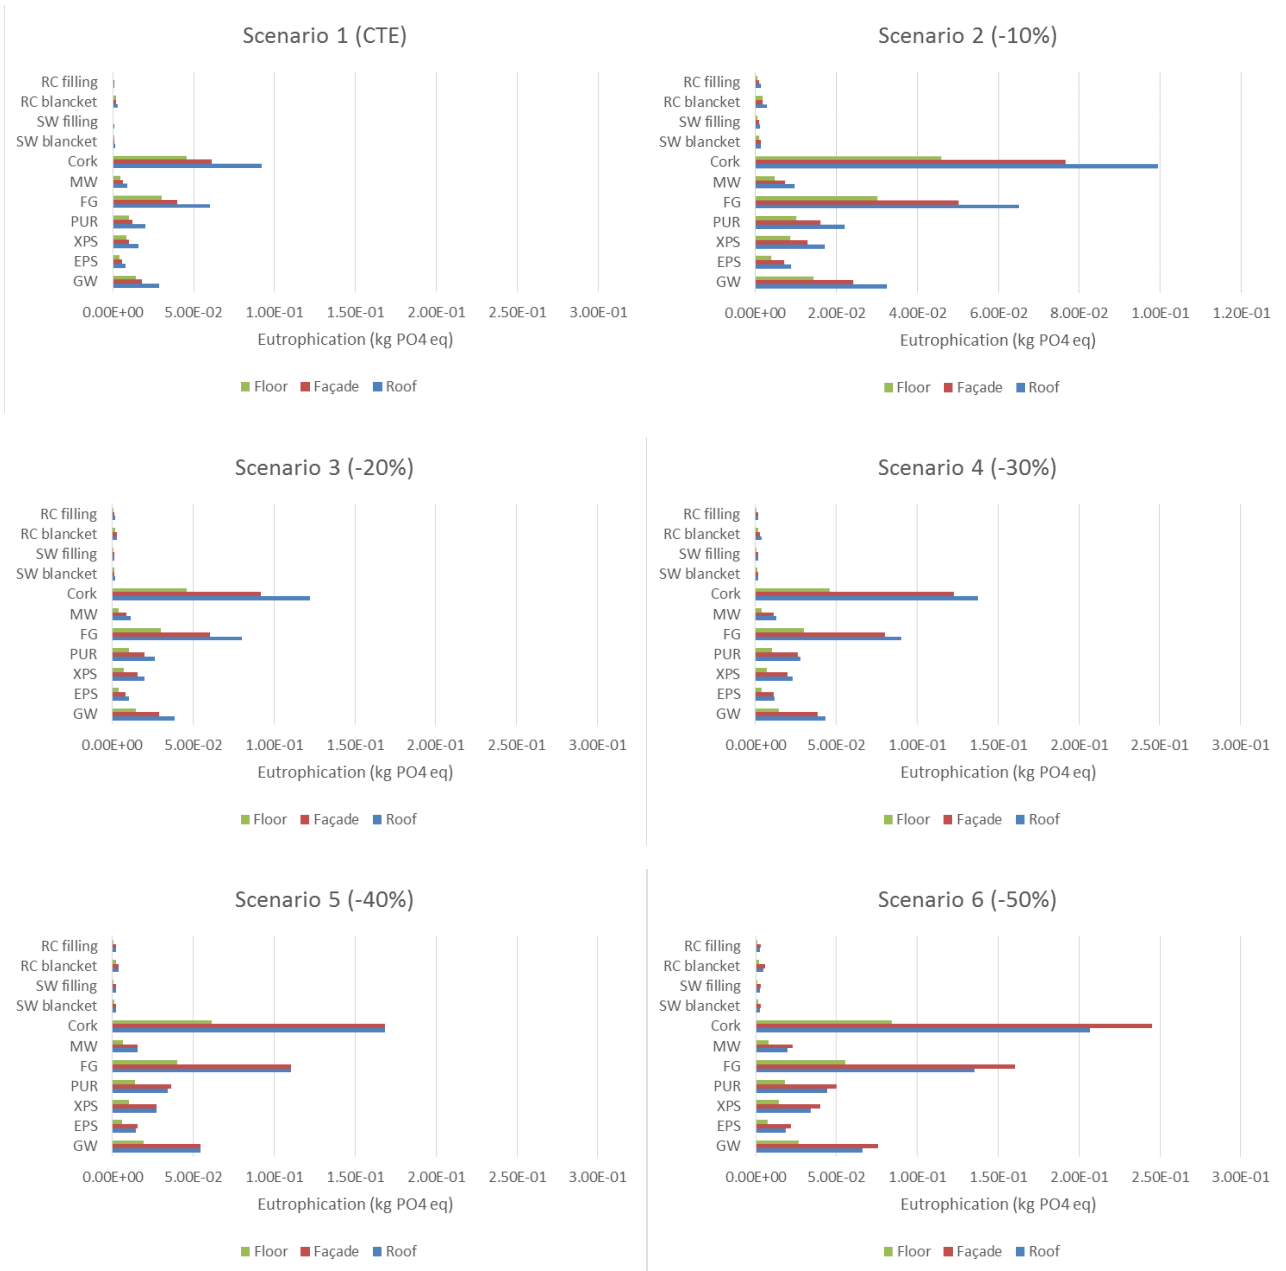 Scenario 1 (CTE)
RC filling
RC blancket
SW filling
SW blancket
Cork
MW
FG
PUR
XPS
EPS
GW
0.00E+00 5.00E-02 1.00E-01 1.50E-01 2.00E-01 2.50E-01 3.00E-01
Eutrophication (kg PO4 eq)
Floor Façade Roof
Scenario 2 (-10%)
RC filling
RC blancket
SW filling
SW blancket
Cork
MW
FG
PUR
XPS
EPS
GW
0.00E+00 2.00E-02 4.00E-02 6.00E-02 8.00E-02 1.00E-01 1.20E-01
Eutrophication (kg PO4 eq)
Floor Façade Roof
Scenario 3 (-20%)
RC filling
RC blancket
SW filling
SW blancket
Cork
MW
FG
PUR
XPS
EPS
GW
0.00E+00 5.00E-02 1.00E-01 1.50E-01 2.00E-01 2.50E-01 3.00E-01
Eutrophication (kg PO4 eq)
Floor Façade Roof
Scenario 4 (-30%)
RC filling
RC blancket
SW filling
SW blancket
Cork
MW
FG
PUR
XPS
EPS
GW
0.00E+00 5.00E-02 1.00E-01 1.50E-01 2.00E-01 2.50E-01 3.00E-01
Eutrophication (kg PO4 eq)
Floor Façade Roof
Scenario 5 (-40%)
RC filling
RC blancket
SW filling
SW blancket
Cork
MW
FG
PUR
XPS
EPS
GW
0.00E+00 5.00E-02 1.00E-01 1.50E-01 2.00E-01 2.50E-01 3.00E-01
Eutrophication (kg PO4 eq)
Floor Façade Roof
Scenario 6 (-50%)
RC filling
RC blancket
SW filling
SW blancket
Cork
MW
FG
PUR
XPS
EPS
GW
0.00E+00 5.00E-02 1.00E-01 1.50E-01 2.00E-01 2.50E-01 3.00E-01
Eutrophication (kg PO4 eq)
Floor Façade Roof